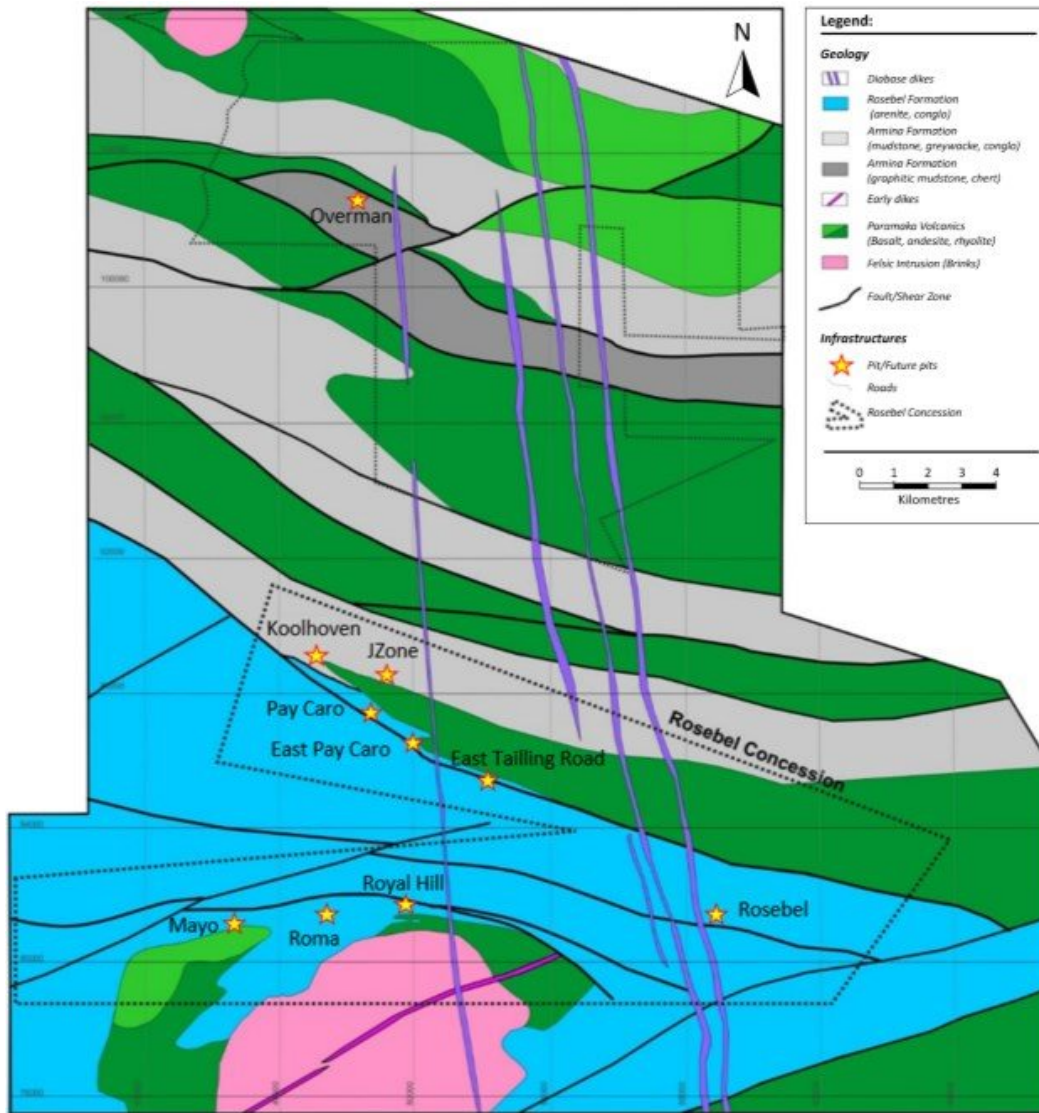 N
Overman
Koolhoven
JZone
Pay Caro
East Pay Caro
East Tailling Road
Rosebel Concession
Royal Hill
Mayo
Roma
Rosebel
Legend:
Geology
Diabase dikes
Rosebel Formation
(arenite, conglo)
Armina Formation
(mudstone, greywacke, conglo)
Armina Formation
(graphitic mudstone, chert)
Early dikes
Paramaka Volcanics
(Basalt, andesite, rhyolite)
Felsic Intrusion (Brinks)
Fault/Shear Zone
Infrastructures
Pit/Future pits
Roads
Rosebel Concession
0 1 2 3 4
Kilometres